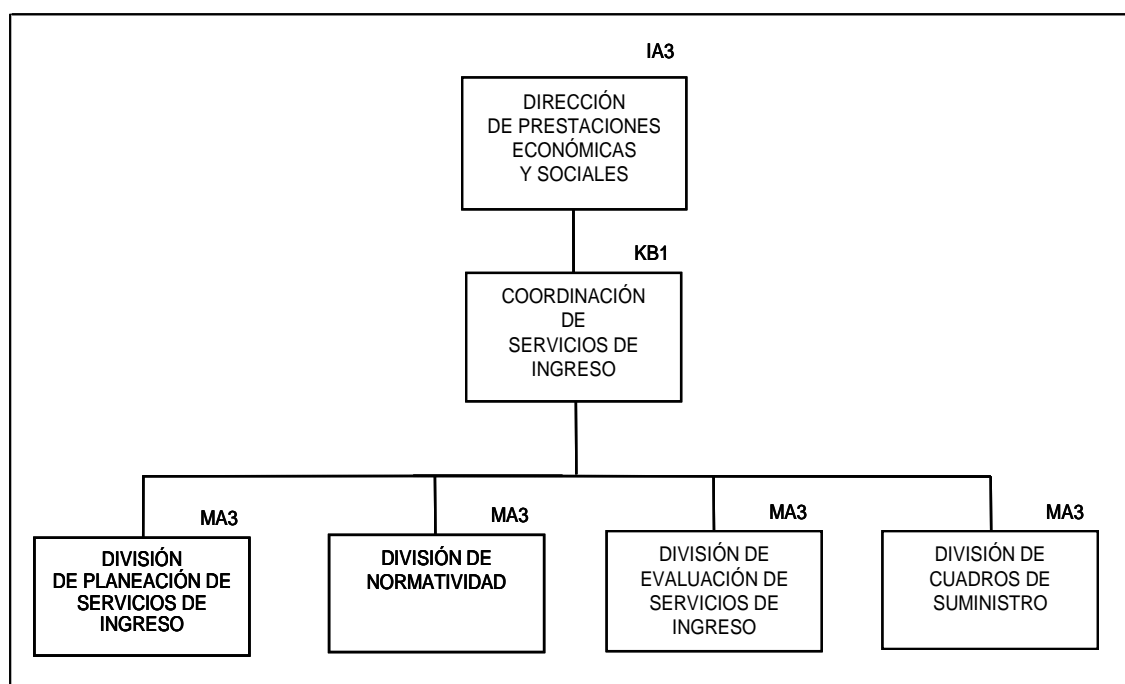 IA3
DIRECCIÓN
DE PRESTACIONES
ECONÓMICAS
Y SOCIALES
KB1
COORDINACIÓN
DE
SERVICIOS DE
INGRESO
MA3
DIVISIÓN
DE PLANEACIÓN DE
SERVICIOS DE
INGRESO
MA3
DIVISIÓN DE
NORMATIVIDAD
MA3
DIVISIÓN DE
EVALUACIÓN DE
SERVICIOS DE
INGRESO
MA3
DIVISIÓN DE
CUADROS DE
SUMINISTRO